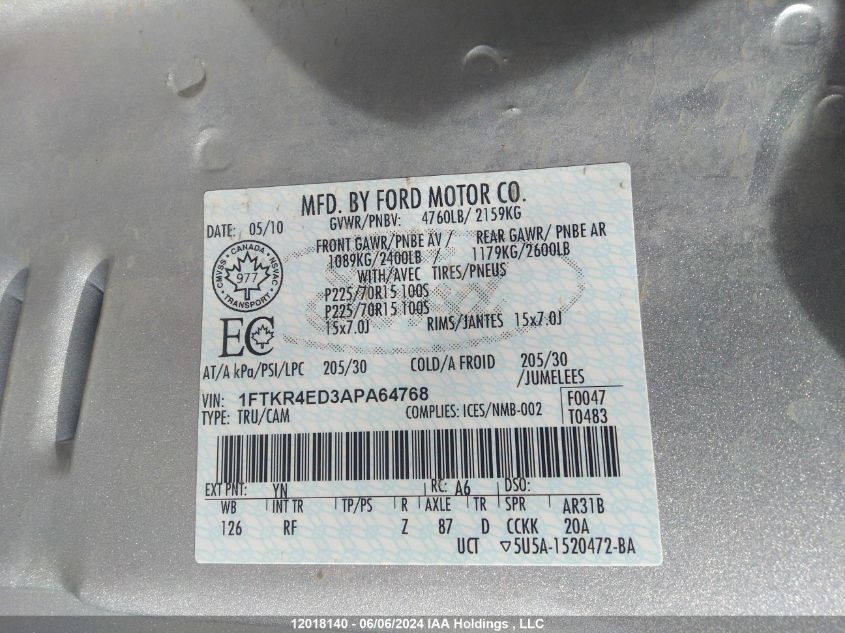 MFD. BY FORD MOTOR CO.
DATE: 05/10 GVWR/PNBV: 4760LB/ 2159KG
FRONT GAWR/PNBE AV / REAR GAWR/ PNBE AR
1089KG/2400LB / 1179KG/2600LB
WITH/AVEC TIRES/PNEUS
P225/70R15 100S
P225/70R15 100S
15x7.0J RIMS/JANTES 15x7.0J
CANADA
CMVSS NSVAC
977
TRANSPORT
EC
AT/A kPa/PSI/LPC 205/30 COLD/A FROID 205/30
/JUMELEES
VIN: 1FTKR4ED3APA64768 F0047
TYPE: TRU/CAM COMPLIES: ICES/NMB-002 T0483
EXT PNT: YN RC: A6 DSO:
WB INT TR TP/PS R AXLE TR SPR AR31B
126 RF Z 87 D CCKK 20A
UCT ▽5U5A-1520472-BA
12018140 - 06/06/2024 IAA Holdings , LLC